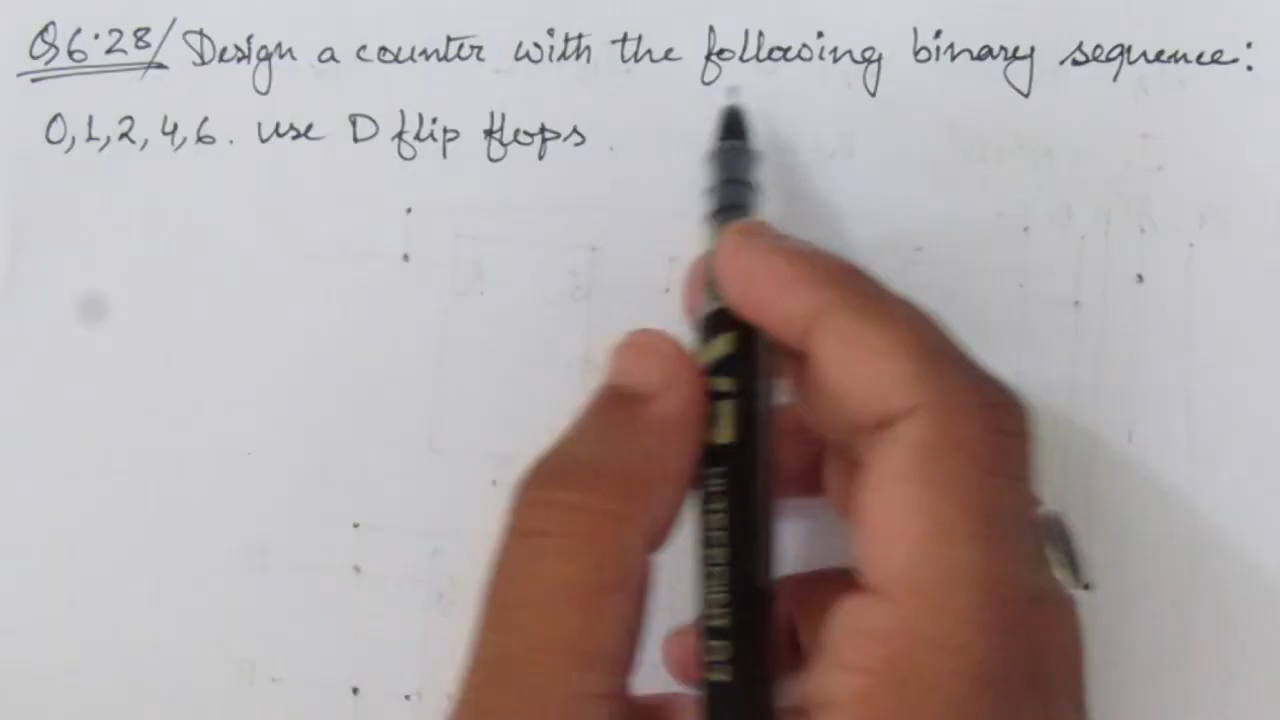 Q6.28/ Design a counter with the following binary sequence:
0,1,2,4,6. use D flip flops